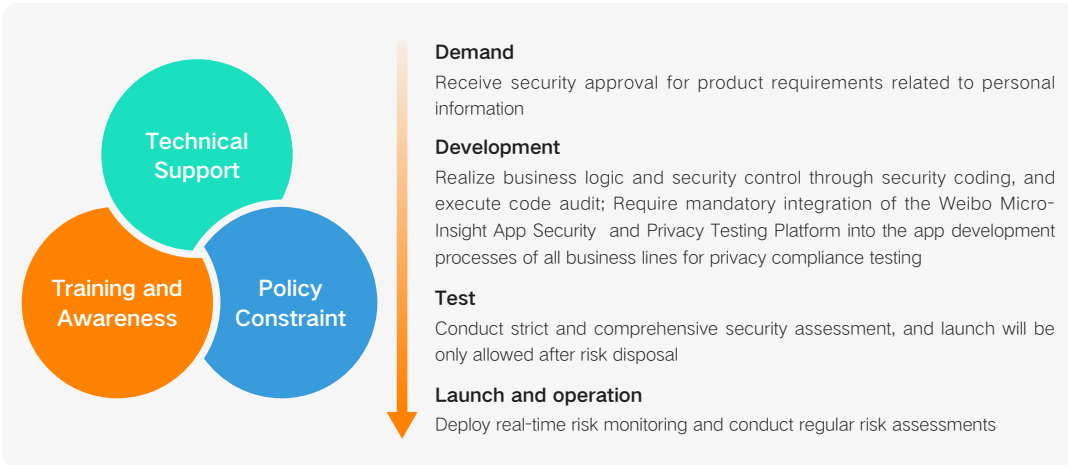 Technical
Support
Training and
Awareness
Policy
Constraint
Demand
Receive security approval for product requirements related to personal
information
Development
Realize business logic and security control through security coding, and
execute code audit; Require mandatory integration of the Weibo Micro-
Insight App Security and Privacy Testing Platform into the app development
processes of all business lines for privacy compliance testing
Test
Conduct strict and comprehensive security assessment, and launch will be
only allowed after risk disposal
Launch and operation
Deploy real-time risk monitoring and conduct regular risk assessments